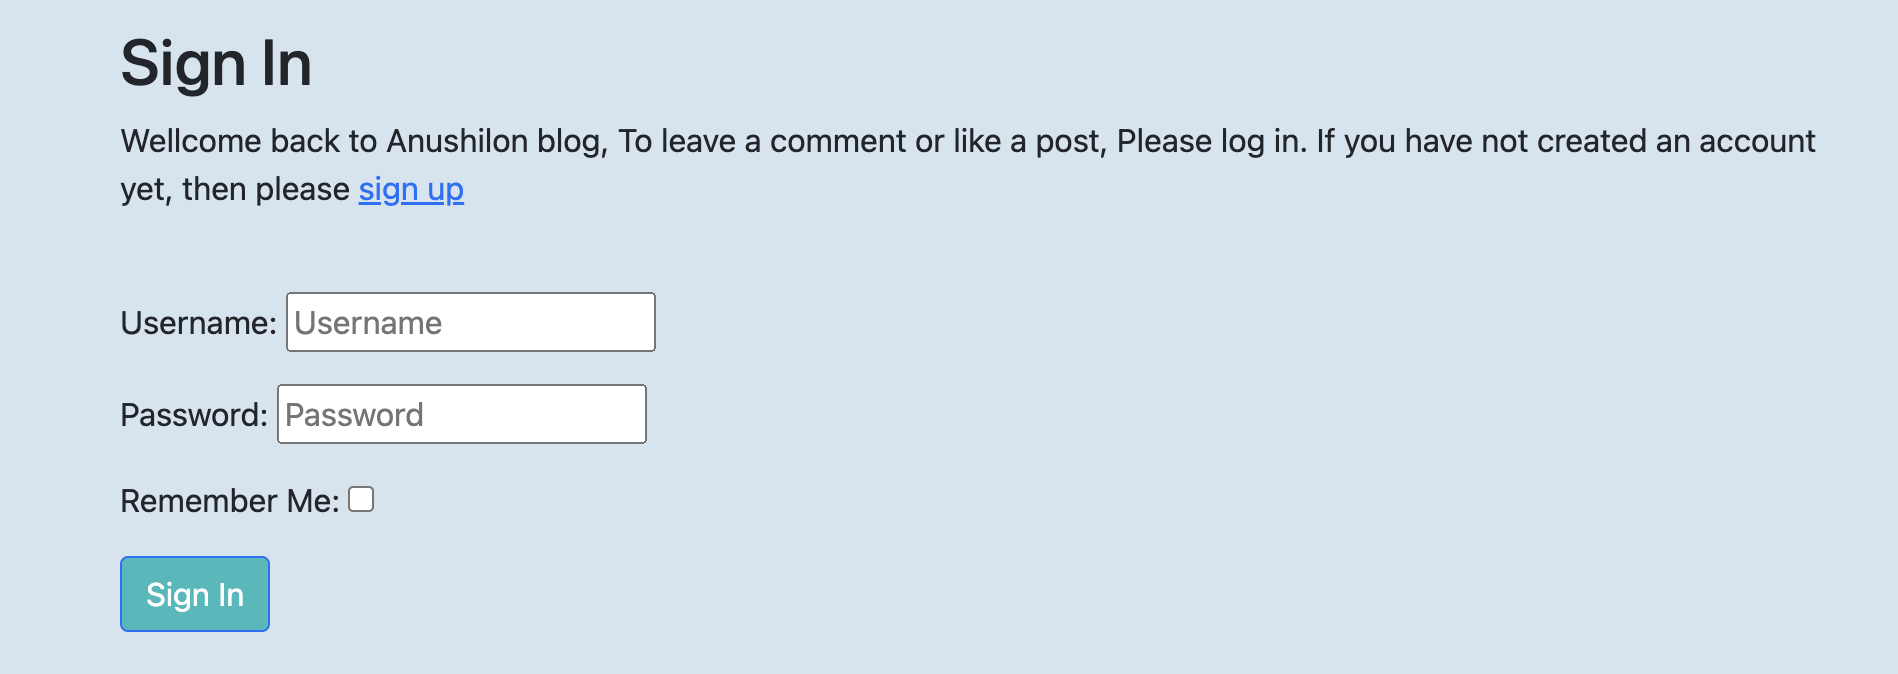 Sign In
Wellcome back to Anushilon blog, To leave a comment or like a post, Please log in. If you have not created an account
yet, then please sign up
Username: Username
Password: Password
Remember Me:
Sign In